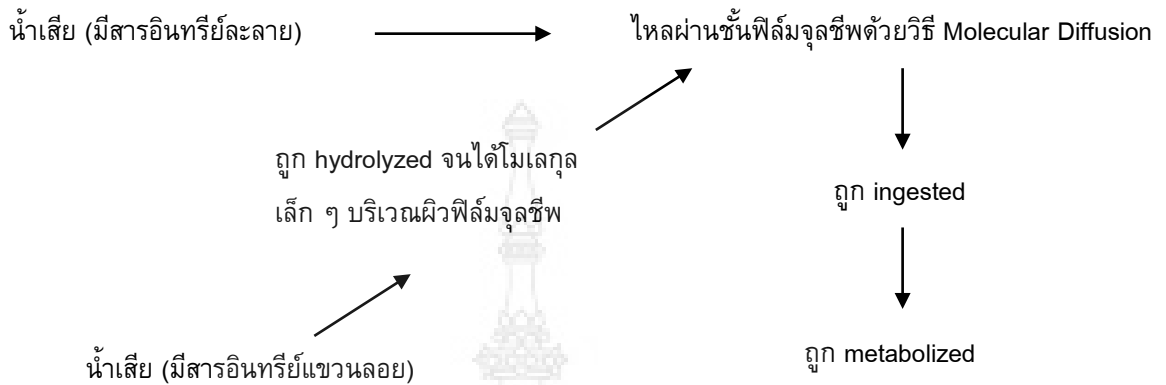 น้ำเสีย (มีสารอินทรีย์ละลาย)
ไหลผ่านชั้นฟิล์มจุลชีพด้วยวิธี Molecular Diffusion
ถูก hydrolyzed จนได้โมเลกุล
เล็ก ๆ บริเวณผิวฟิล์มจุลชีพ
ถูก ingested
น้ำเสีย (มีสารอินทรีย์แขวนลอย)
ถูก metabolized